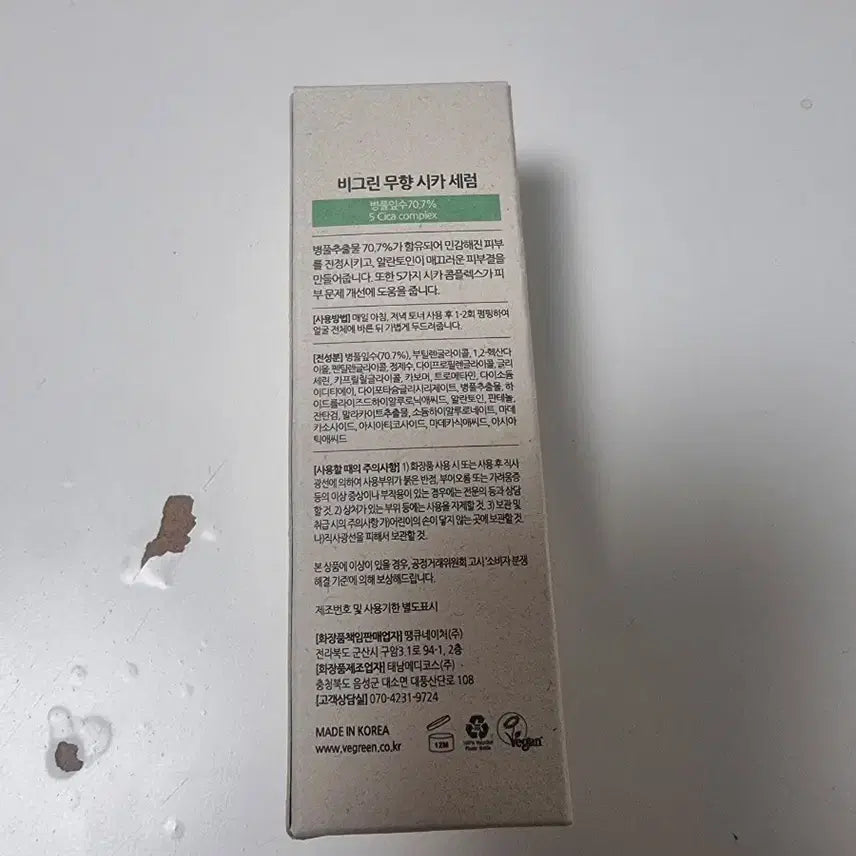 비그린 무향 시카 세럼
병풀잎수70.7%
5 Cica complex
병풀추출물 70.7%가 함유되어 민감해진 피부
를 진정시키고, 알란토인이 매끄러운 피부결을
만들어줍니다. 또한 5가지 시카 콤플렉스가 피
부 문제 개선에 도움을 줍니다.
[사용방법] 매일 아침, 저녁 토너 사용 후 1-2회 펌핑하여
얼굴 전체에 바른 뒤 가볍게 두드려줍니다.
[전성분] 병풀잎수(70.7%), 부틸렌글라이콜, 1,2-헥산다
이올, 펜틸렌글라이콜, 정제수, 다이프로필렌글라이콜, 글리
세린, 카프릴릴글라이콜, 카보머, 트로메타민, 다이소듐
이디티에이, 다이포타슘글리시리제이트, 병풀추출물, 하
이드롤라이즈드하이알루로닉애씨드, 알란토인, 판테놀,
잔탄검, 말라카이트추출물, 소듐하이알루로네이트, 마데
카소사이드, 아시아티코사이드, 마데카식애씨드, 아시아
틱애씨드
[사용할 때의 주의사항] 1) 화장품 사용 시 또는 사용 후 직사
광선에 의하여 사용부위가 붉은 반점, 부어오름 또는 가려움증
등의 이상 증상이나 부작용이 있는 경우에는 전문의 등과 상담
할 것. 2) 상처가 있는 부위 등에는 사용을 자제할 것. 3) 보관 및
취급 시의 주의사항 가)어린이의 손이 닿지 않는 곳에 보관할 것.
나)직사광선을 피해서 보관할 것.
본 상품에 이상이 있을 경우, 공정거래위원회 고시 '소비자 분쟁
해결 기준'에 의해 보상해드립니다.
제조번호 및 사용기한 별도표시
[화장품책임판매업자] 땡큐네이처(주)
전라북도 군산시 구암3.1로 94-1, 2층
[화장품제조업자] 태남메디코스(주)
충청북도 음성군 대소면 대풍산단로 108
[고객상담실] 070-4231-9724
MADE IN KOREA
www.vegreen.co.kr
12M
100% Recycled
Paper Bottle
Vegan